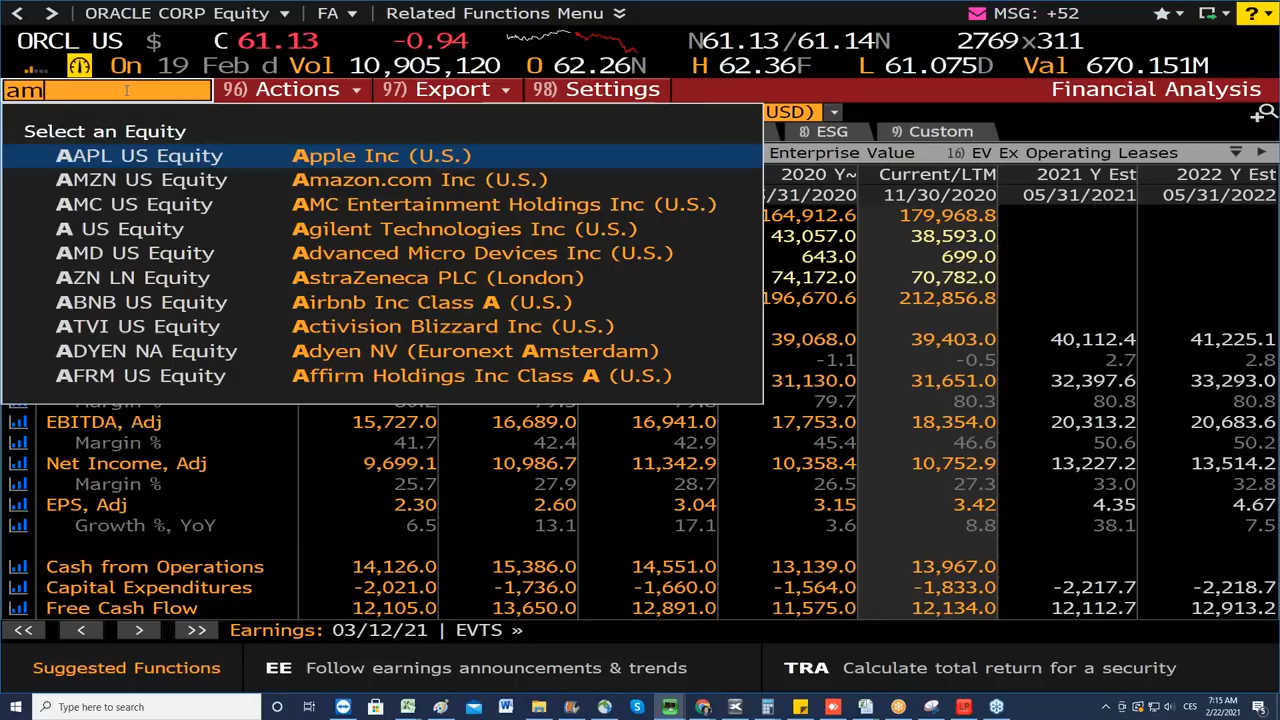 ORACLE CORP Equity FA Related Functions Menu MSG: +52 ?
ORCL US $ C 61.13 -0.94 N61.13/61.14N 2769x311
On 19 Feb d Vol 10,905,120 O 62.26N H 62.36F L 61.075D Val 670.151M
am 96) Actions 97) Export 98) Settings Financial Analysis
USD)
Select an Equity 8) ESG 9) Custom
AAPL US Equity Apple Inc (U.S.) Enterprise Value 16) EV Ex Operating Leases
AMZN US Equity Amazon.com Inc (U.S.) 2020 Y~ Current/LTM 2021 Y Est 2022 Y Est
/31/2020 11/30/2020 05/31/2021 05/31/2022
AMC US Equity AMC Entertainment Holdings Inc (U.S.)
164,912.6 179,968.8
A US Equity Agilent Technologies Inc (U.S.) 43,057.0 38,593.0
AMD US Equity Advanced Micro Devices Inc (U.S.) 643.0 699.0
AZN LN Equity AstraZeneca PLC (London) 74,172.0 70,782.0
ABNB US Equity Airbnb Inc Class A (U.S.) 196,670.6 212,856.8
ATVI US Equity Activision Blizzard Inc (U.S.)
39,068.0 39,403.0 40,112.4 41,225.1
ADYEN NA Equity Adyen NV (Euronext Amsterdam) -1.1 -0.5 2.7 2.8
AFRM US Equity Affirm Holdings Inc Class A (U.S.) 31,130.0 31,651.0 32,397.6 33,293.0
79.7 80.3 80.8 80.8
EBITDA, Adj 15,727.0 16,689.0 16,941.0 17,753.0 18,354.0 20,313.2 20,683.6
Margin % 41.7 42.4 42.9 45.4 46.6 50.6 50.2
Net Income, Adj 9,699.1 10,986.7 11,342.9 10,358.4 10,752.9 13,227.2 13,514.2
Margin % 25.7 27.9 28.7 26.5 27.3 33.0 32.8
EPS, Adj 2.30 2.60 3.04 3.15 3.42 4.35 4.67
Growth %, YoY 6.5 13.1 17.1 3.6 8.8 38.1 7.5
Cash from Operations 14,126.0 15,386.0 14,551.0 13,139.0 13,967.0
Capital Expenditures -2,021.0 -1,736.0 -1,660.0 -1,564.0 -1,833.0 -2,217.7 -2,218.7
Free Cash Flow 12,105.0 13,650.0 12,891.0 11,575.0 12,134.0 12,112.7 12,913.2
<< < > >> Earnings: 03/12/21 | EVTS »
Suggested Functions EE Follow earnings announcements & trends TRA Calculate total return for a security
Type here to search CES 7:15 AM
2/22/2021